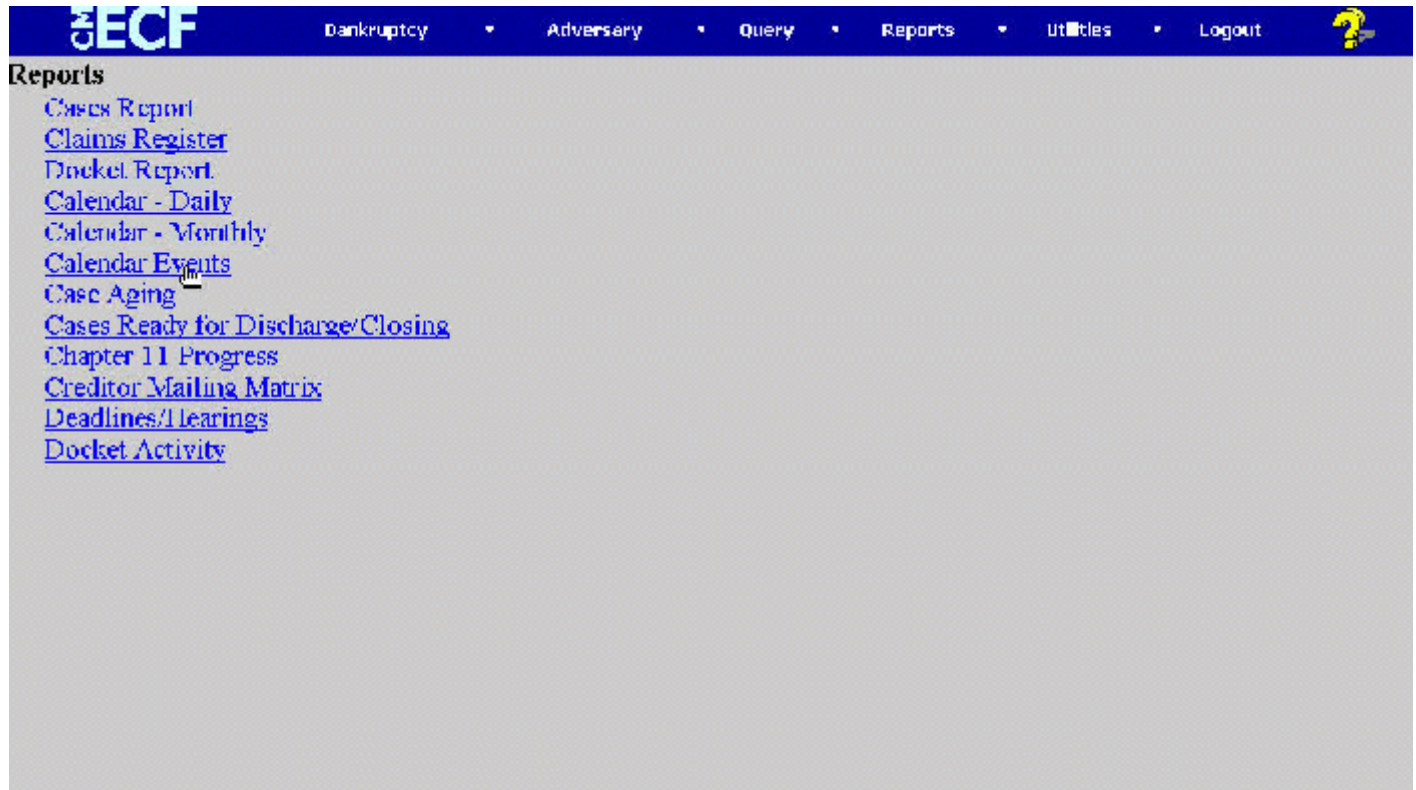 CM ECF Bankruptcy • Adversary • Query • Reports • Utilities • Logout ?
Reports
Cases Report
Claims Register
Docket Report
Calendar - Daily
Calendar - Monthly
Calendar Events
Case Aging
Cases Ready for Discharge/Closing
Chapter 11 Progress
Creditor Mailing Matrix
Deadlines/Hearings
Docket Activity